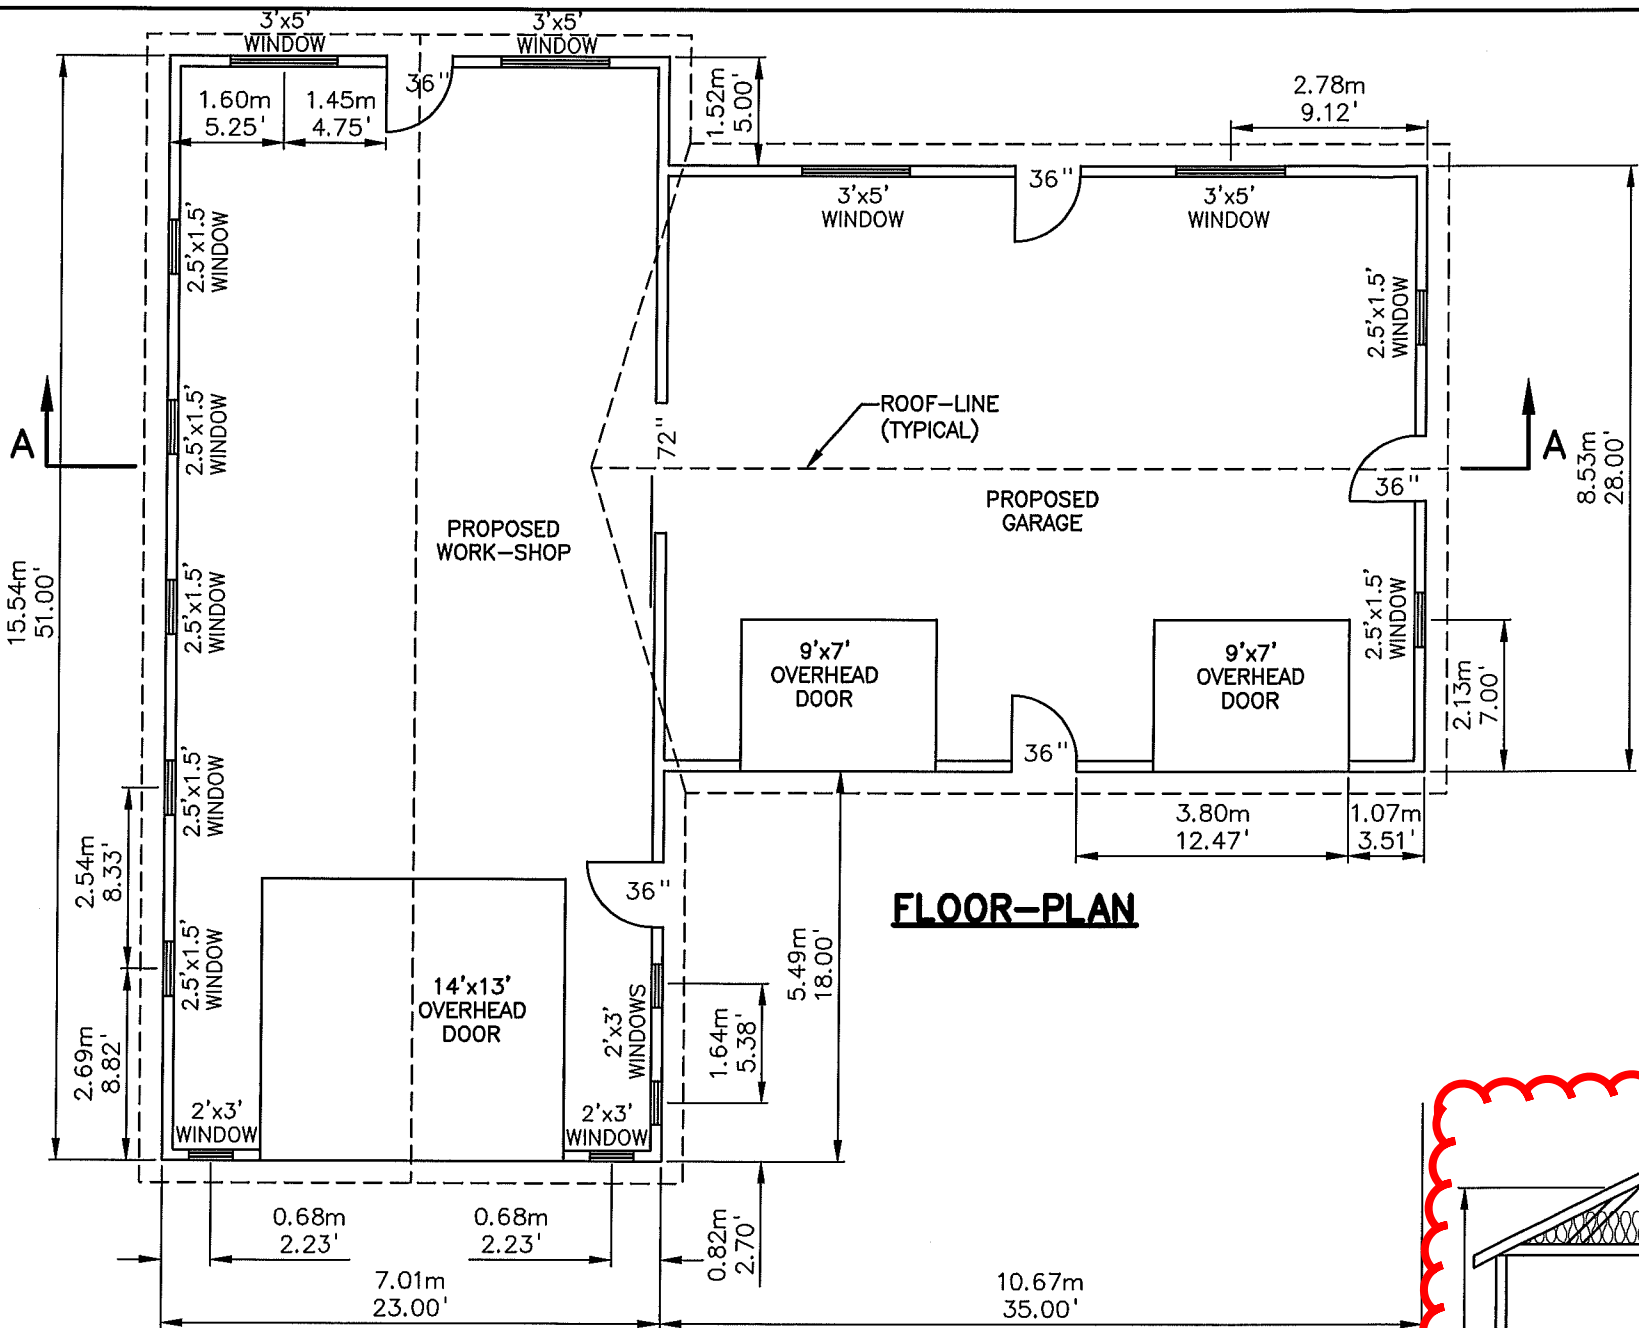 3'x5'
WINDOW
3'x5'
WINDOW
36"
1.60m
5.25'
1.45m
4.75'
1.52m
5.00'
2.78m
9.12'
3'x5'
WINDOW
36"
3'x5'
WINDOW
2.5'x1.5'
WINDOW
2.5'x1.5'
WINDOW
2.5'x1.5'
WINDOW
2.5'x1.5'
WINDOW
2.5'x1.5'
WINDOW
2.5'x1.5'
WINDOW
2.5'x1.5'
WINDOW
A
A
72"
ROOF-LINE
(TYPICAL)
36"
8.53m
28.00'
15.54m
51.00'
PROPOSED
WORK-SHOP
PROPOSED
GARAGE
9'x7'
OVERHEAD
DOOR
9'x7'
OVERHEAD
DOOR
36"
2.13m
7.00'
3.80m
12.47'
1.07m
3.51'
2.54m
8.33'
2.69m
8.82'
36"
FLOOR-PLAN
14'x13'
OVERHEAD
DOOR
2'x3'
WINDOWS
5.49m
18.00'
1.64m
5.38'
2'x3'
WINDOW
2'x3'
WINDOW
0.68m
2.23'
0.68m
2.23'
0.82m
2.70'
7.01m
23.00'
10.67m
35.00'